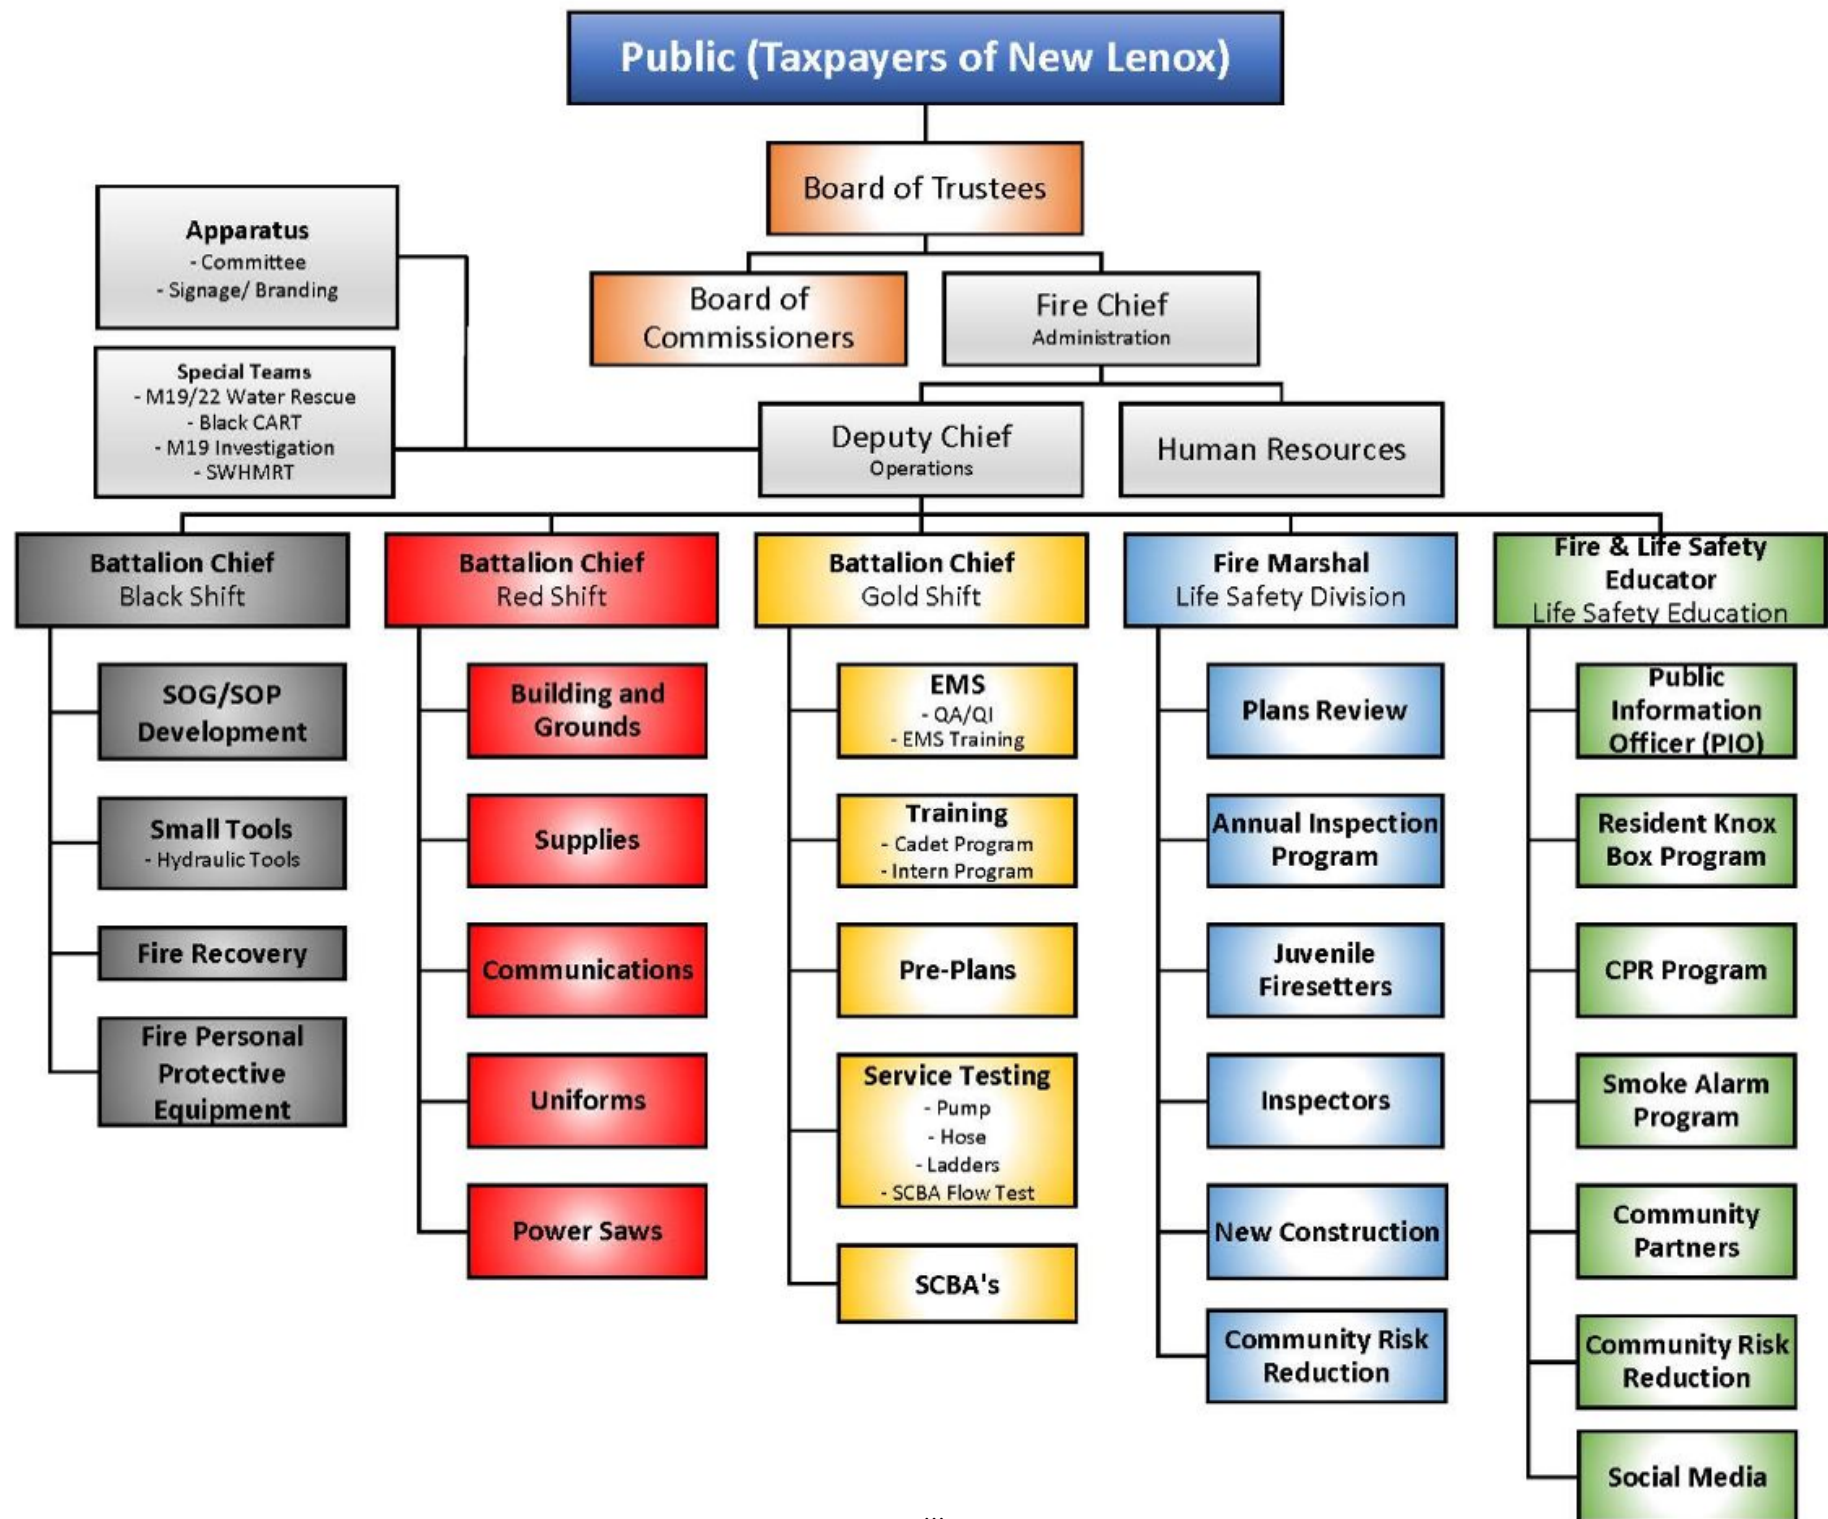 Public (Taxpayers of New Lenox)
Board of Trustees
Apparatus
- Committee
- Signage/ Branding
Board of
Commissioners
Fire Chief
Administration
Special Teams
- M19/22 Water Rescue
- Black CART
- M19 Investigation
- SWHMRT
Deputy Chief
Operations
Human Resources
Battalion Chief
Black Shift
SOG/SOP
Development
Small Tools
- Hydraulic Tools
Fire Recovery
Fire Personal
Protective
Equipment
Battalion Chief
Red Shift
Building and
Grounds
Supplies
Communications
Uniforms
Power Saws
Battalion Chief
Gold Shift
EMS
- QA/QI
- EMS Training
Training
- Cadet Program
- Intern Program
Pre-Plans
Service Testing
- Pump
- Hose
- Ladders
- SCBA Flow Test
SCBA's
Fire Marshal
Life Safety Division
Plans Review
Annual Inspection
Program
Juvenile
Firesetters
Inspectors
New Construction
Community Risk
Reduction
Fire & Life Safety
Educator
Life Safety Education
Public
Information
Officer (PIO)
Resident Knox
Box Program
CPR Program
Smoke Alarm
Program
Community
Partners
Community Risk
Reduction
Social Media